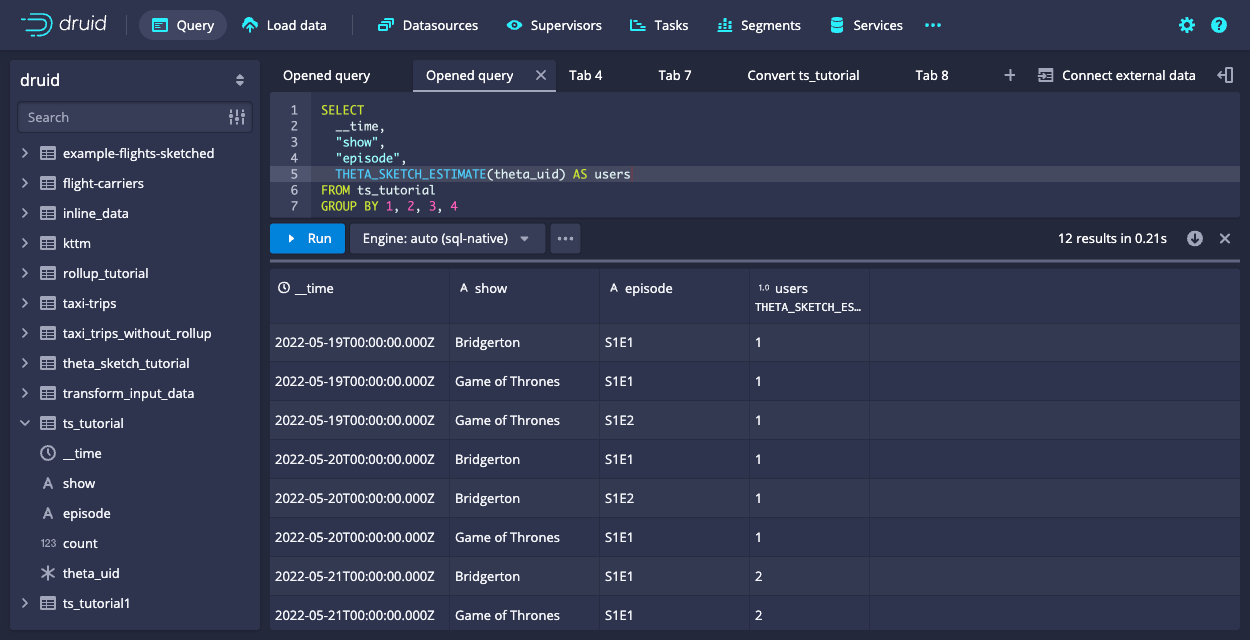 druid
Query
Load data
Datasources
Supervisors
Tasks
Segments
Services
druid
Search
example-flights-sketched
flight-carriers
inline_data
kttm
rollup_tutorial
taxi-trips
taxi_trips_without_rollup
theta_sketch_tutorial
transform_input_data
ts_tutorial
__time
A show
A episode
123 count
theta_uid
ts_tutorial1
Opened query
Opened query
Tab 4
Tab 7
Convert ts_tutorial
Tab 8
Connect external data
1 SELECT
2 __time,
3 "show",
4 "episode",
5 THETA_SKETCH_ESTIMATE(theta_uid) AS users
6 FROM ts_tutorial
7 GROUP BY 1, 2, 3, 4
Run
Engine: auto (sql-native)
12 results in 0.21s
__time A show A episode 1.0 users
THETA_SKETCH_ES…
2022-05-19T00:00:00.000Z Bridgerton S1E1 1
2022-05-19T00:00:00.000Z Game of Thrones S1E1 1
2022-05-19T00:00:00.000Z Game of Thrones S1E2 1
2022-05-20T00:00:00.000Z Bridgerton S1E1 1
2022-05-20T00:00:00.000Z Bridgerton S1E2 1
2022-05-20T00:00:00.000Z Game of Thrones S1E1 1
2022-05-21T00:00:00.000Z Bridgerton S1E1 2
2022-05-21T00:00:00.000Z Game of Thrones S1E1 2